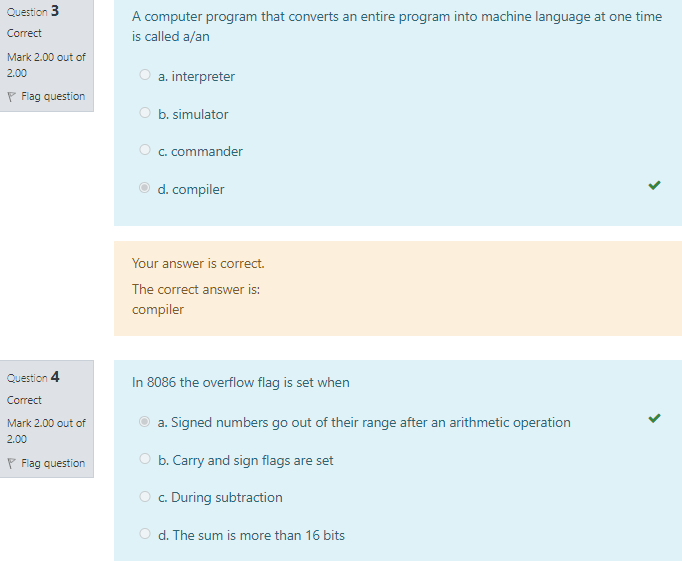 Question 3
Correct
Mark 2.00 out of
2.00
Flag question
A computer program that converts an entire program into machine language at one time
is called a/an
a. interpreter
b. simulator
c. commander
d. compiler
Your answer is correct.
The correct answer is:
compiler
Question 4
Correct
Mark 2.00 out of
2.00
Flag question
In 8086 the overflow flag is set when
a. Signed numbers go out of their range after an arithmetic operation
b. Carry and sign flags are set
c. During subtraction
d. The sum is more than 16 bits